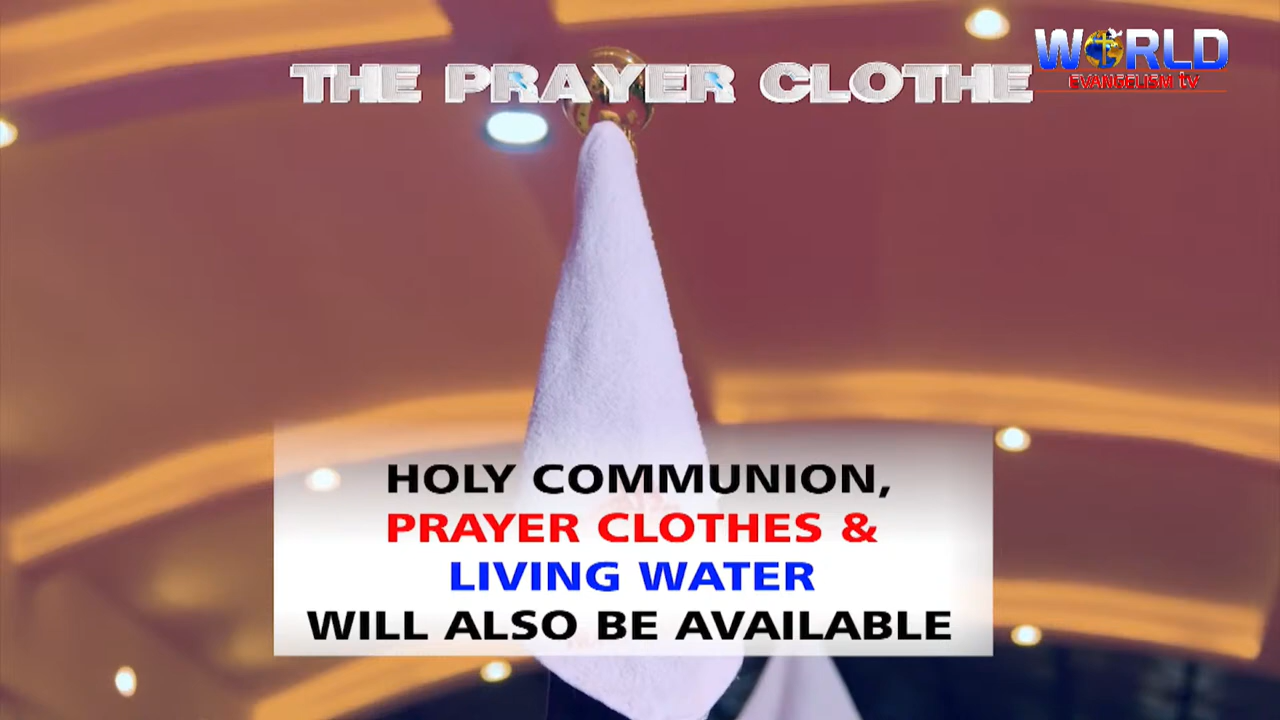 THE PRAYER CLOTHE
WORLD
EVANGELISM TV
HOLY COMMUNION,
PRAYER CLOTHES &
LIVING WATER
WILL ALSO BE AVAILABLE